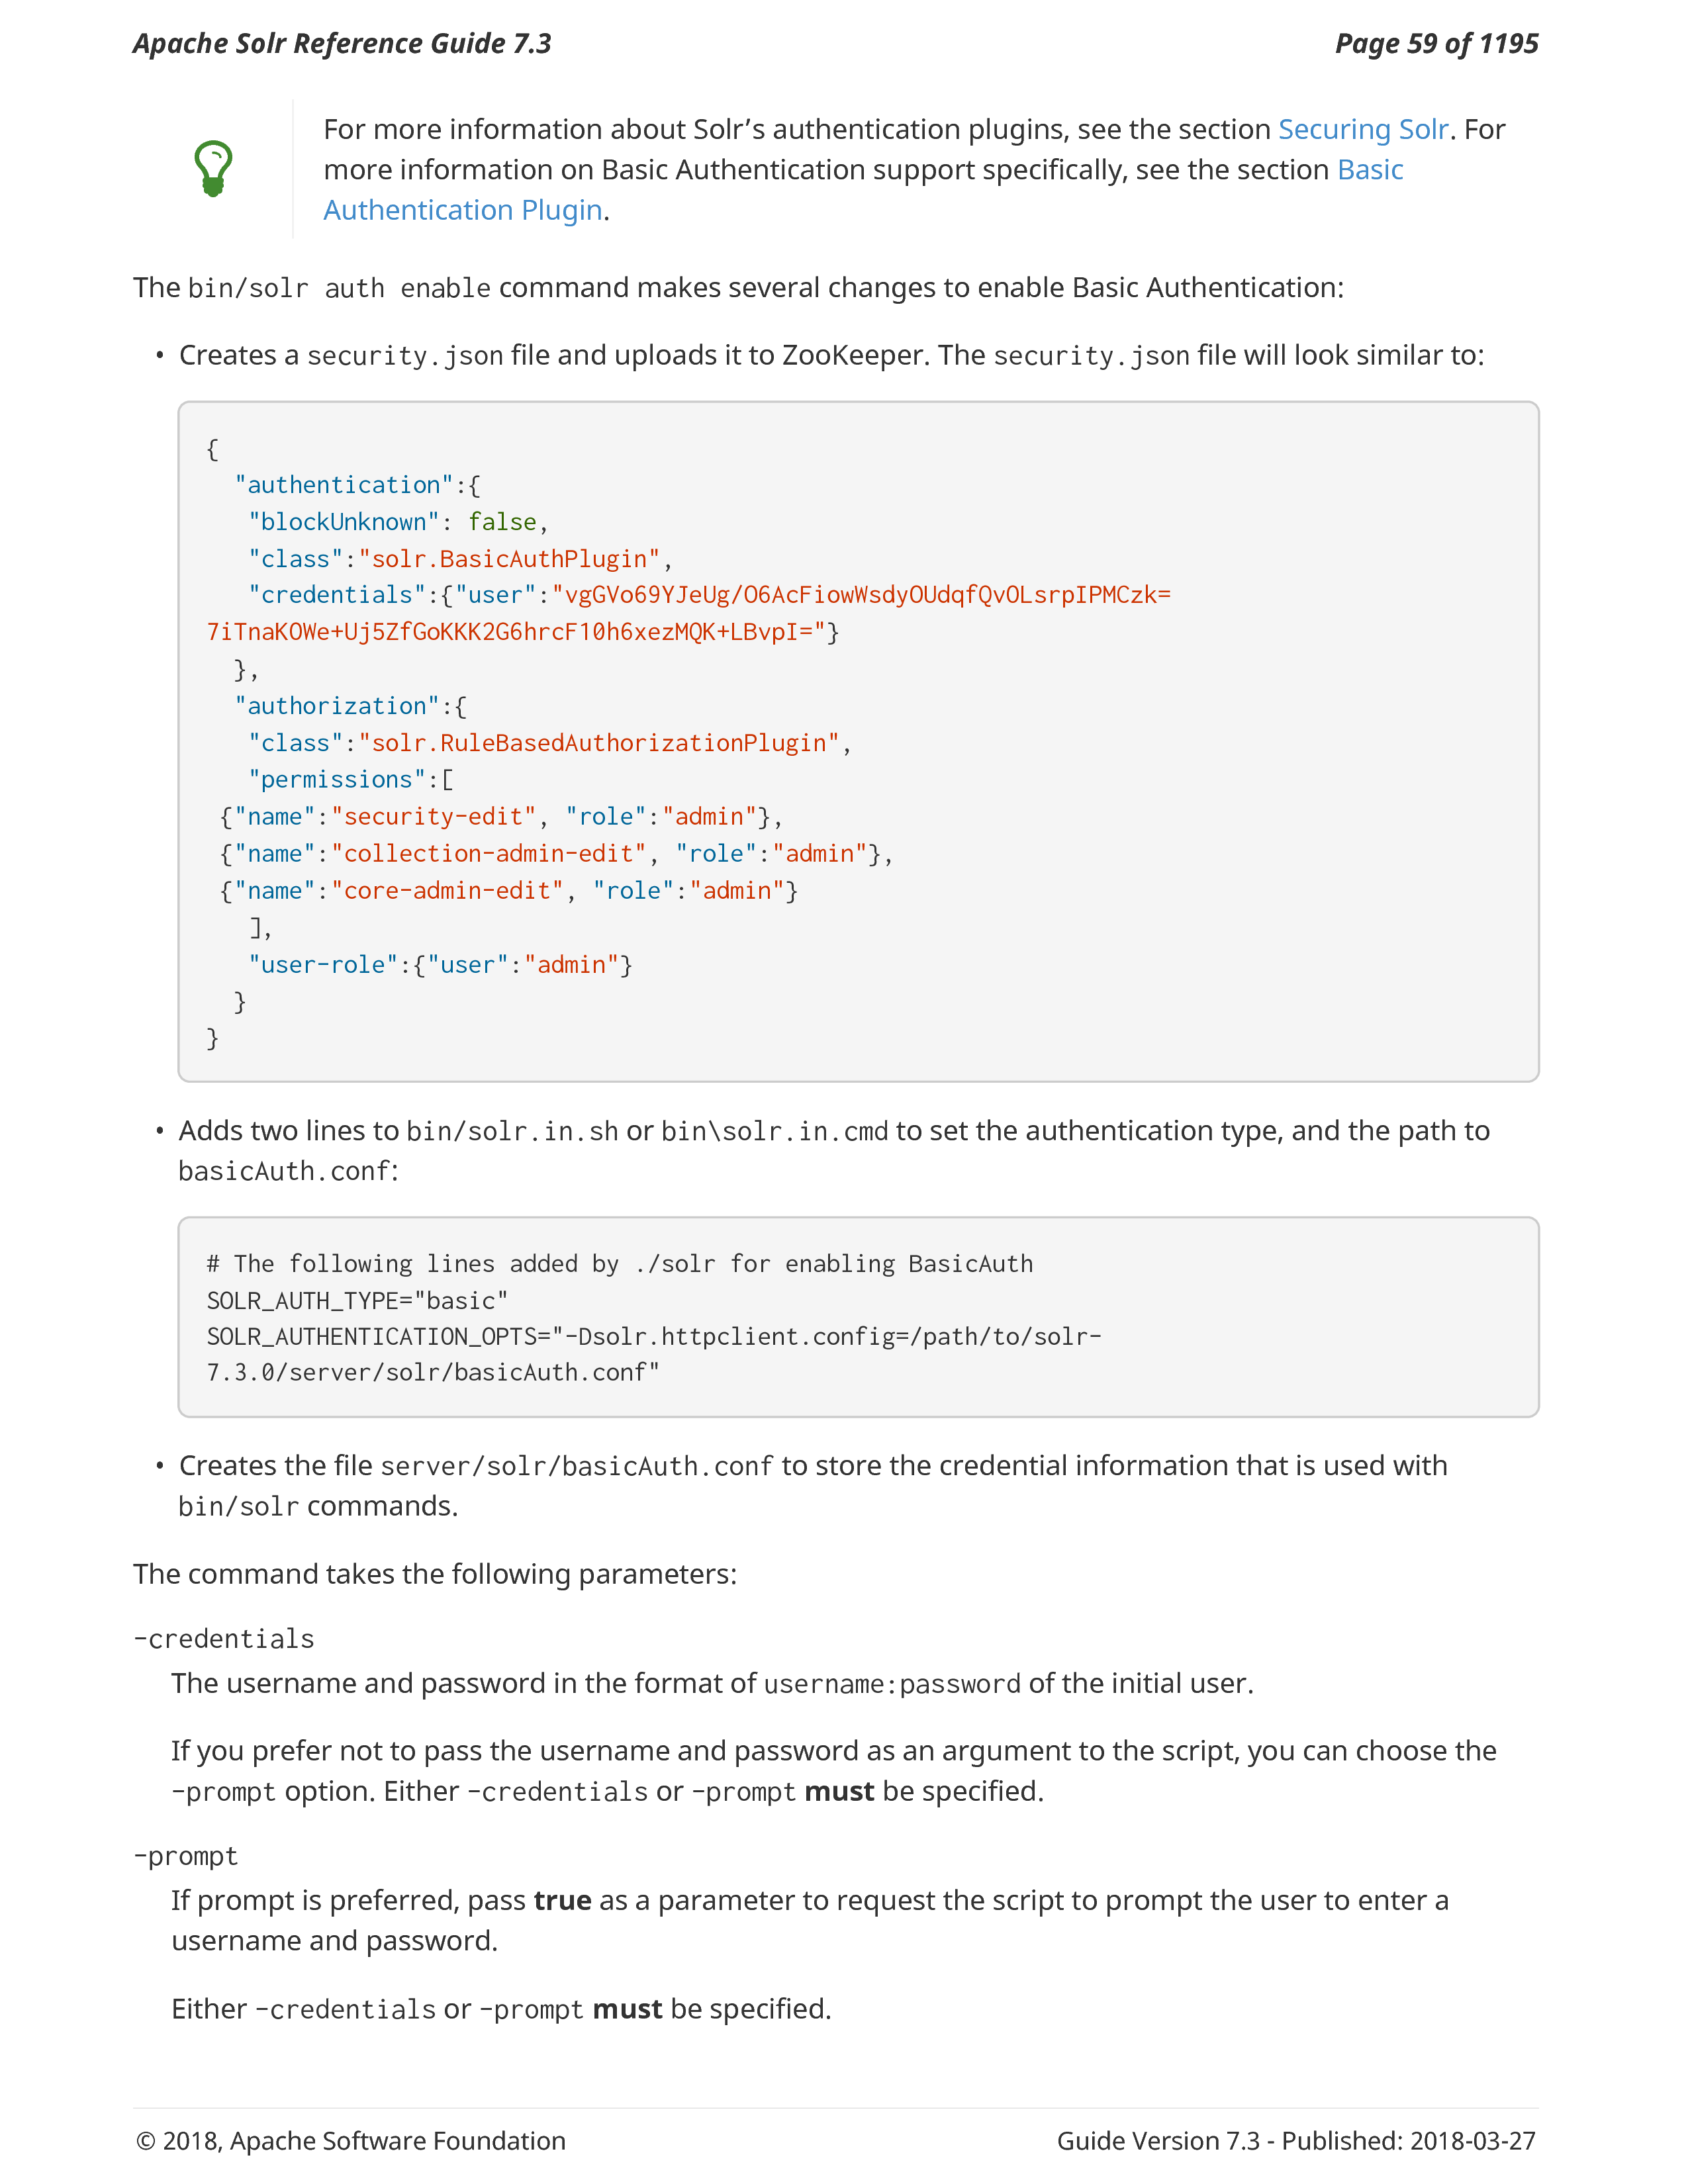 Apache Solr Reference Guide 7.3 Page 59 of 1195
For more information about Solr’s authentication plugins, see the section Securing Solr. For
more information on Basic Authentication support specifically, see the section Basic
Authentication Plugin.
The bin/solr auth enable command makes several changes to enable Basic Authentication:
• Creates a security.json file and uploads it to ZooKeeper. The security.json file will look similar to:
{
  "authentication":{
   "blockUnknown": false,
   "class":"solr.BasicAuthPlugin",
   "credentials":{"user":"vgGVo69YJeUg/O6AcFiowWsdyOUdqfQvOLsrpIPMCzk=
7iTnaKOWe+Uj5ZfGoKKK2G6hrcF10h6xezMQK+LBvpI="}
  },
  "authorization":{
   "class":"solr.RuleBasedAuthorizationPlugin",
   "permissions":[
 {"name":"security-edit", "role":"admin"},
 {"name":"collection-admin-edit", "role":"admin"},
 {"name":"core-admin-edit", "role":"admin"}
   ],
   "user-role":{"user":"admin"}
  }
}
• Adds two lines to bin/solr.in.sh or bin\solr.in.cmd to set the authentication type, and the path to
basicAuth.conf:
# The following lines added by ./solr for enabling BasicAuth
SOLR_AUTH_TYPE="basic"
SOLR_AUTHENTICATION_OPTS="-Dsolr.httpclient.config=/path/to/solr-
7.3.0/server/solr/basicAuth.conf"
• Creates the file server/solr/basicAuth.conf to store the credential information that is used with
bin/solr commands.
The command takes the following parameters:
-credentials
The username and password in the format of username:password of the initial user.
If you prefer not to pass the username and password as an argument to the script, you can choose the
-prompt option. Either -credentials or -prompt must be specified.
-prompt
If prompt is preferred, pass true as a parameter to request the script to prompt the user to enter a
username and password.
Either -credentials or -prompt must be specified.
© 2018, Apache Software Foundation Guide Version 7.3 - Published: 2018-03-27